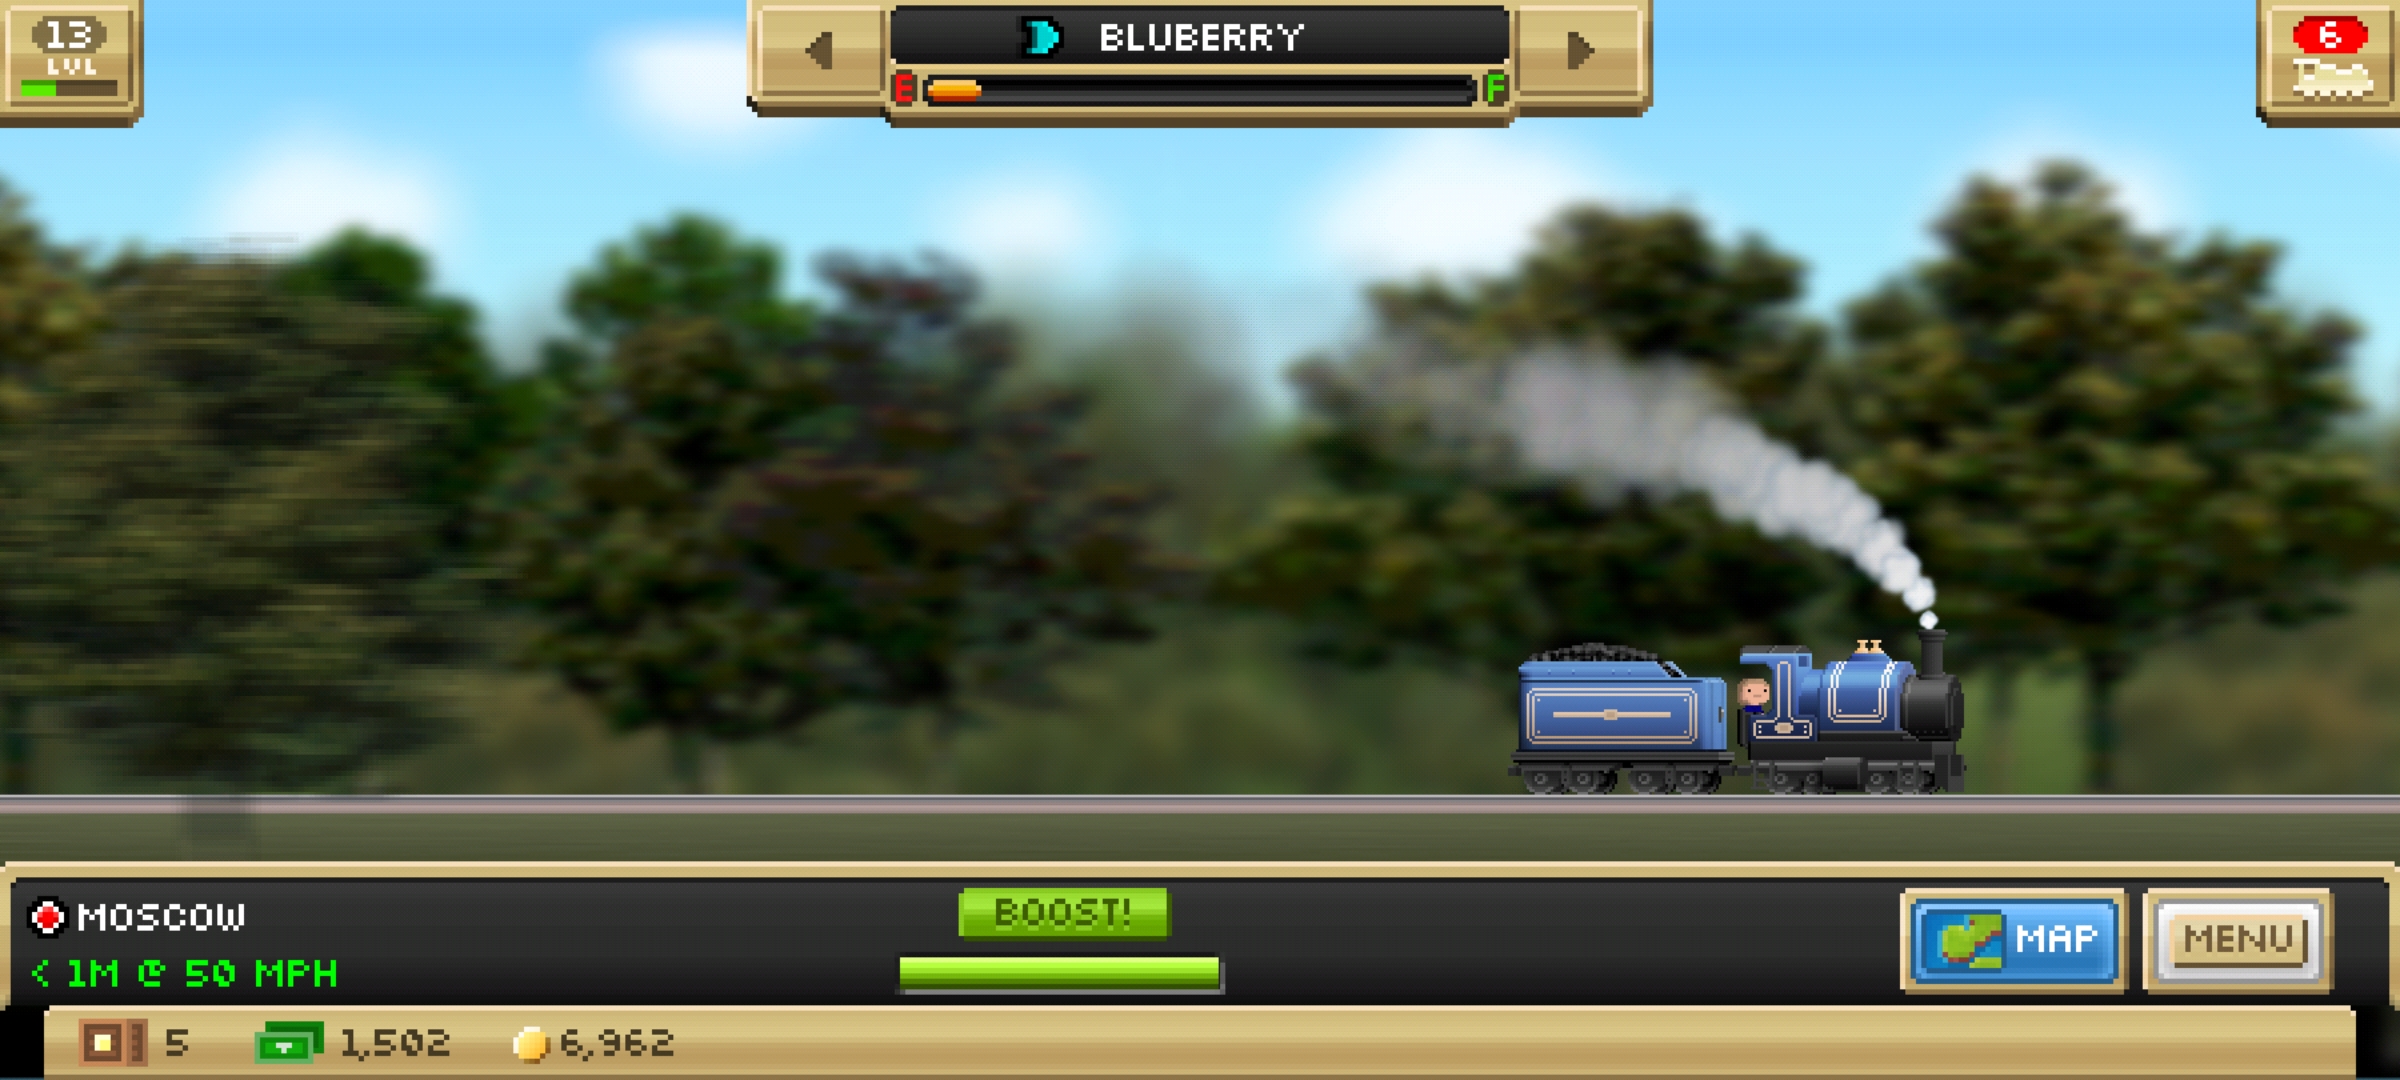 13
LVL
BLUBERRY
E F
6
MOSCOW
< 1M @ 50 MPH
BOOST!
MAP
MENU
5 1,502 6,962